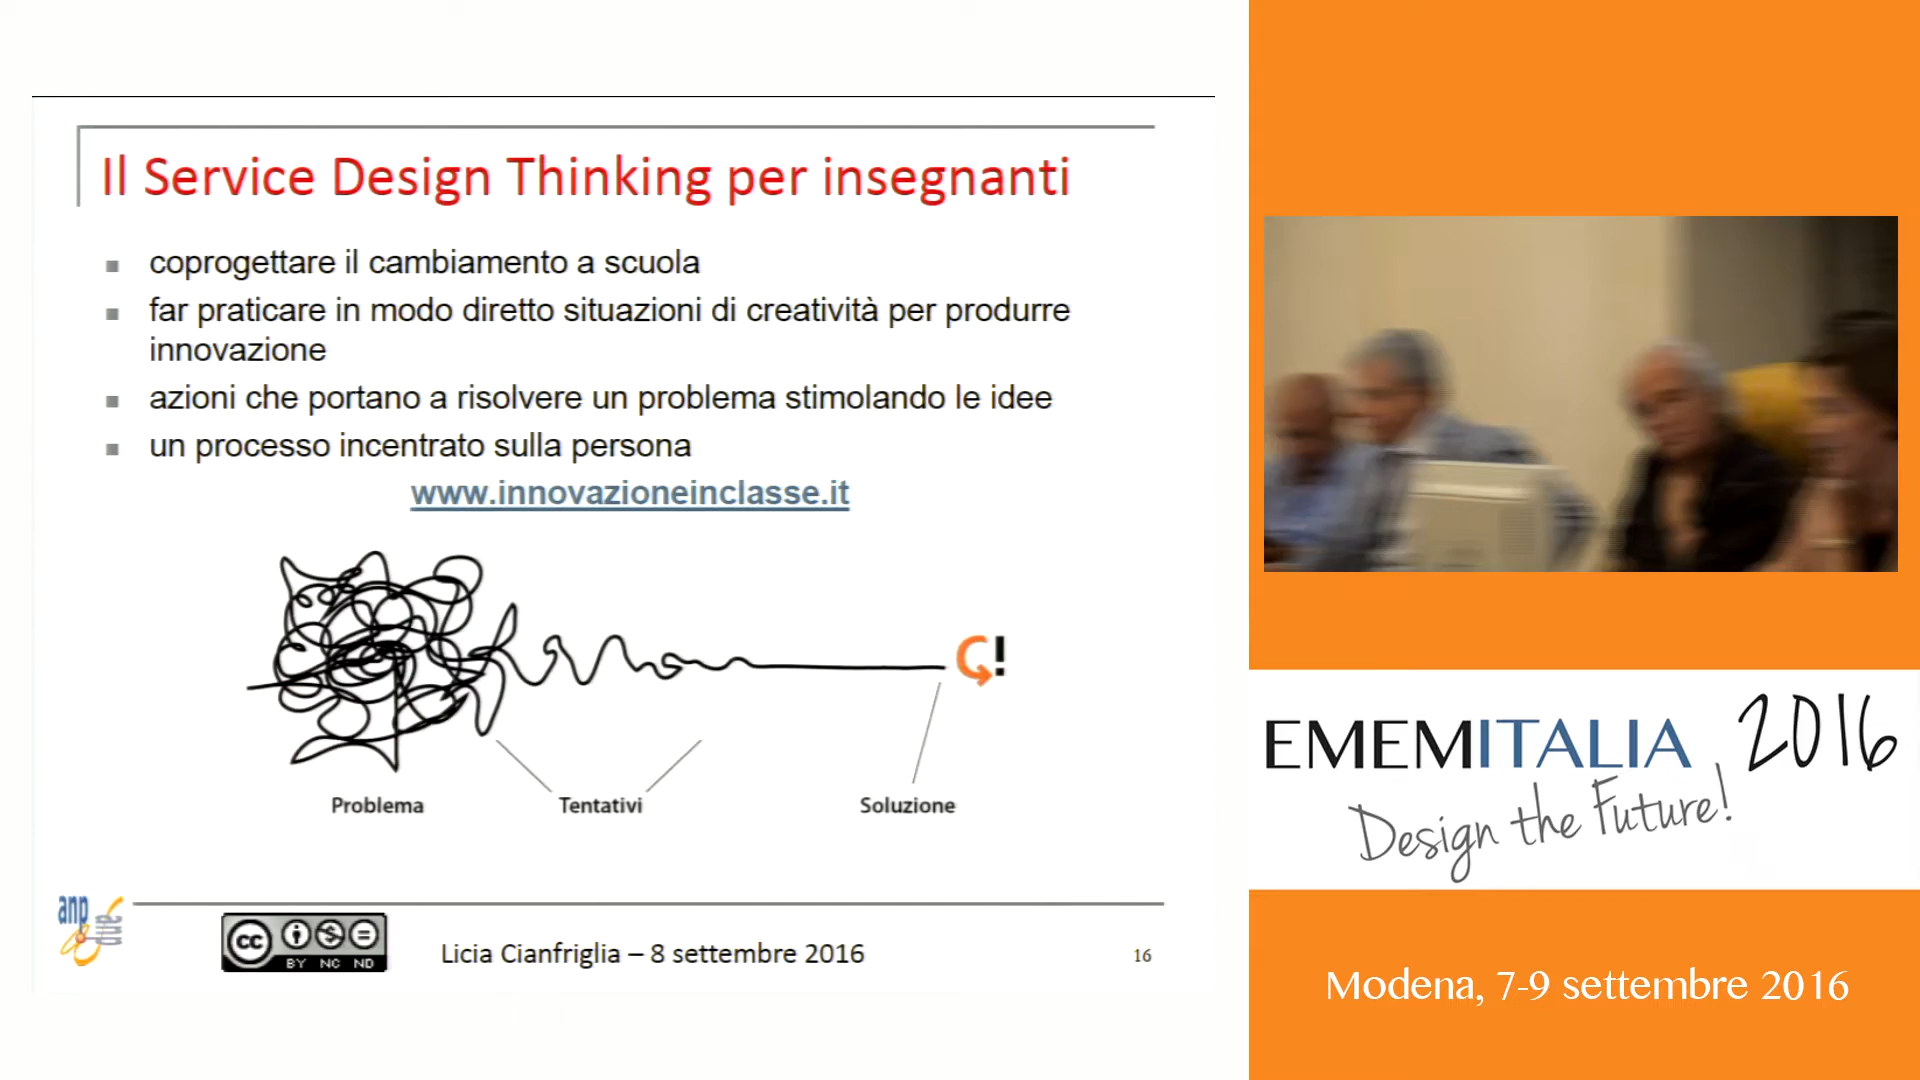 Il Service Design Thinking per insegnanti
coprogettare il cambiamento a scuola
far praticare in modo diretto situazioni di creatività per produrre
innovazione
azioni che portano a risolvere un problema stimolando le idee
un processo incentrato sulla persona
www.innovazioneinclasse.it
!
Problema
Tentativi
Soluzione
anp
cc
BY NC ND
Licia Cianfriglia – 8 settembre 2016
16
EMEMITALIA 2016
Design the Future!
Modena, 7-9 settembre 2016